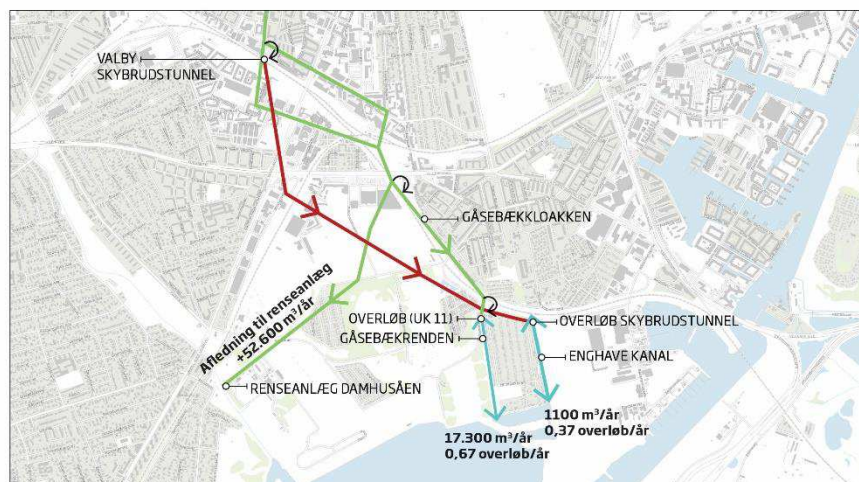 VALBY
SKYBRUDSTUNNEL
GÅSEBÆKKLOAKKEN
Afledning til renseanlæg
+52.600 m³/år
OVERLØB (UK 11)
GÅSEBÆKRENDEN
OVERLØB SKYBRUDSTUNNEL
ENGHAVE KANAL
RENSEANLÆG DAMHUSÅEN
1100 m³/år
0,37 overløb/år
17.300 m³/år
0,67 overløb/år